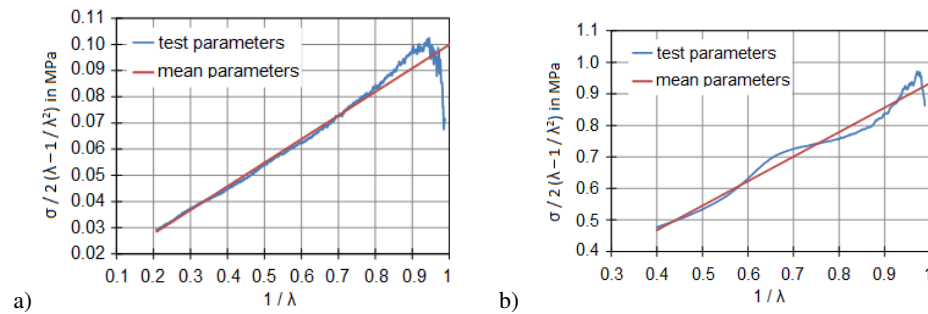 0.10
0.09
0.08
0.07
0.06
0.05
0.04
0.03
0.02
σ / 2 (λ−1 / λ²) in MPa
test parameters
mean parameters
0.1 0.2 0.3 0.4 0.5 0.6 0.7 0.8 0.9 1
1 / λ
a)
1.1
1.0
0.9
0.8
0.7
0.6
0.5
0.4
σ / 2 (λ−1 / λ²) in MPa
test parameters
mean parameters
0.3 0.4 0.5 0.6 0.7 0.8 0.9 1
1 / λ
b)